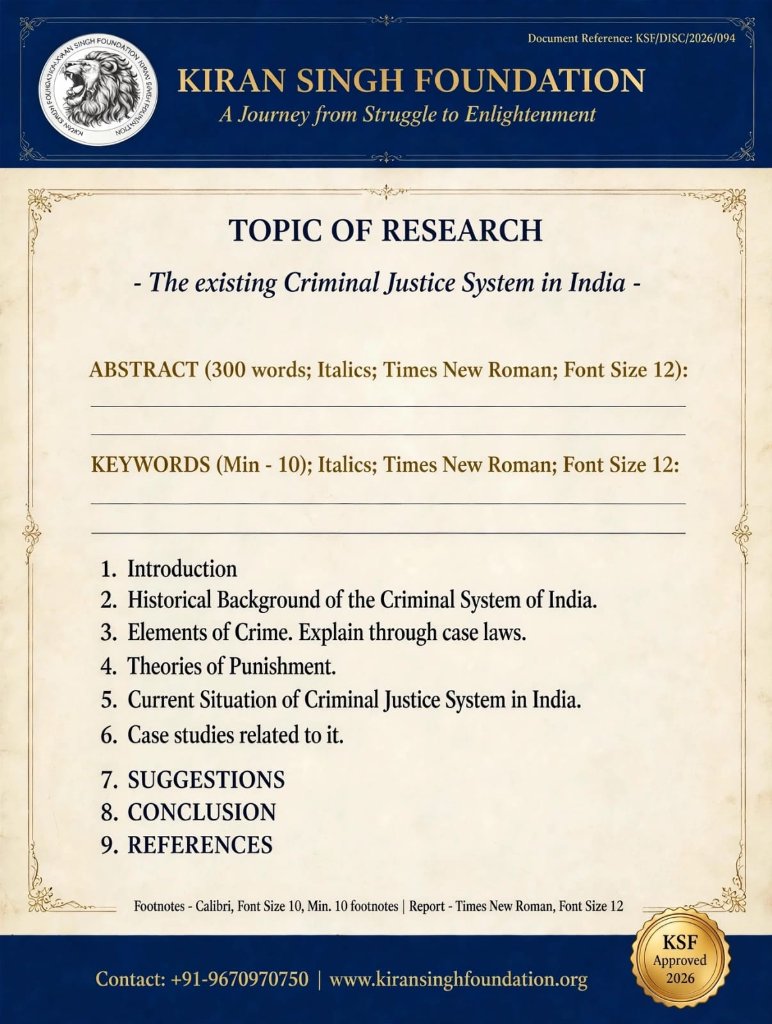 Document Reference: KSF/DISC/2026/094
KIRAN SINGH FOUNDATION
A Journey from Struggle to Enlightenment
TOPIC OF RESEARCH
- The existing Criminal Justice System in India -
ABSTRACT (300 words; Italics; Times New Roman; Font Size 12):
KEYWORDS (Min - 10); Italics; Times New Roman; Font Size 12:
1. Introduction
2. Historical Background of the Criminal System of India.
3. Elements of Crime. Explain through case laws.
4. Theories of Punishment.
5. Current Situation of Criminal Justice System in India.
6. Case studies related to it.
7. SUGGESTIONS
8. CONCLUSION
9. REFERENCES
Footnotes - Calibri, Font Size 10, Min. 10 footnotes | Report - Times New Roman, Font Size 12
KSF
Approved
2026
Contact: +91-9670970750 | www.kiransinghfoundation.org